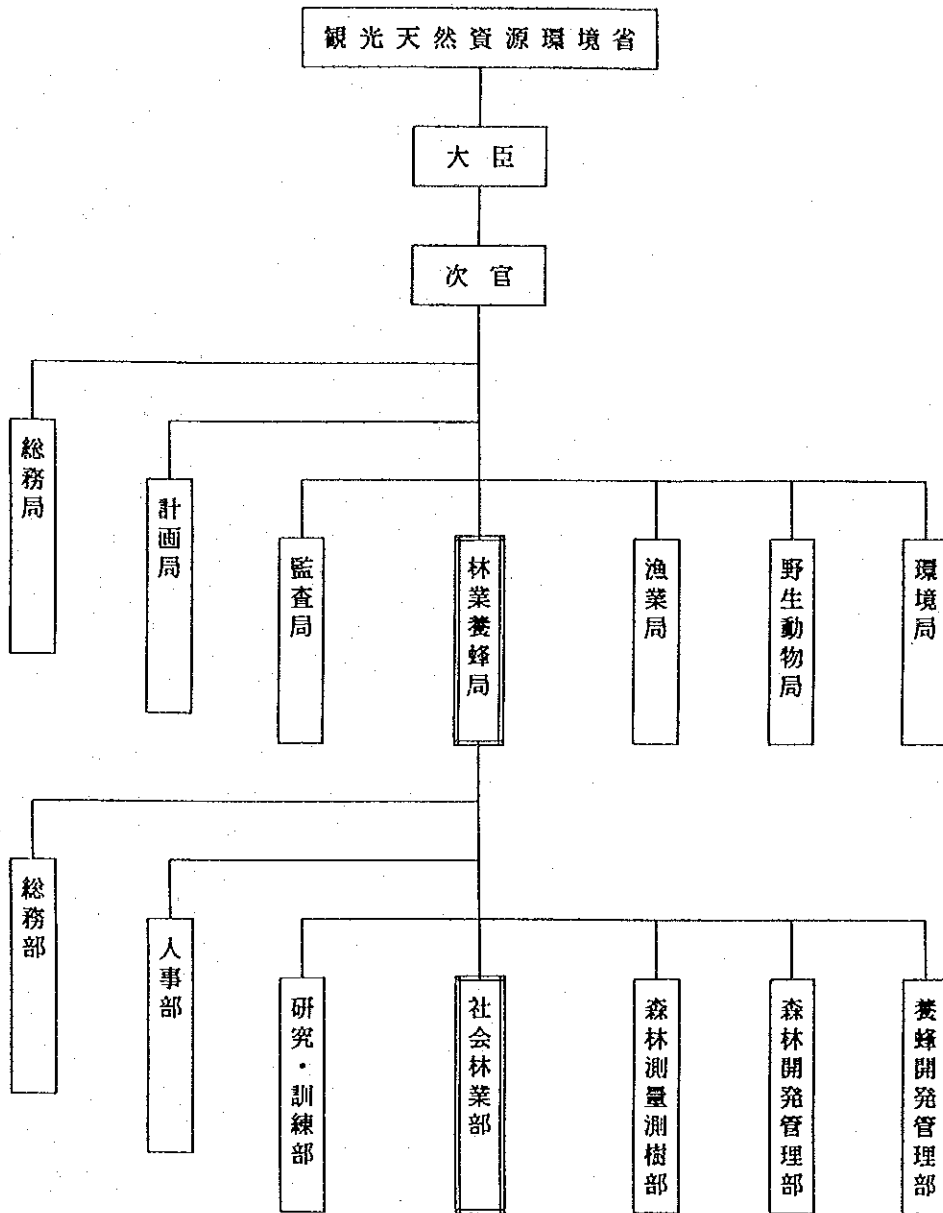 観光天然資源環境省
大臣
次官
総務局
計画局
監査局
林業養蜂局
漁業局
野生動物局
環境局
総務部
人事部
研究・訓練部
社会林業部
森林測量測樹部
森林開発管理部
養蜂開発管理部